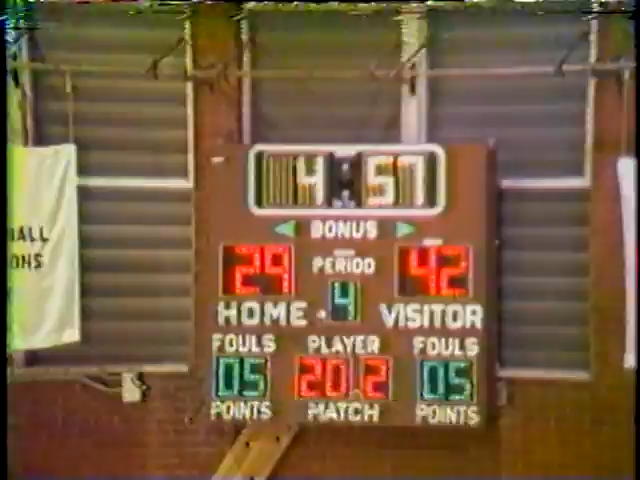 4:57
BONUS
29 PERIOD 42
HOME 4 VISITOR
FOULS PLAYER FOULS
05 20 2 05
POINTS MATCH POINTS
ALL
ONS